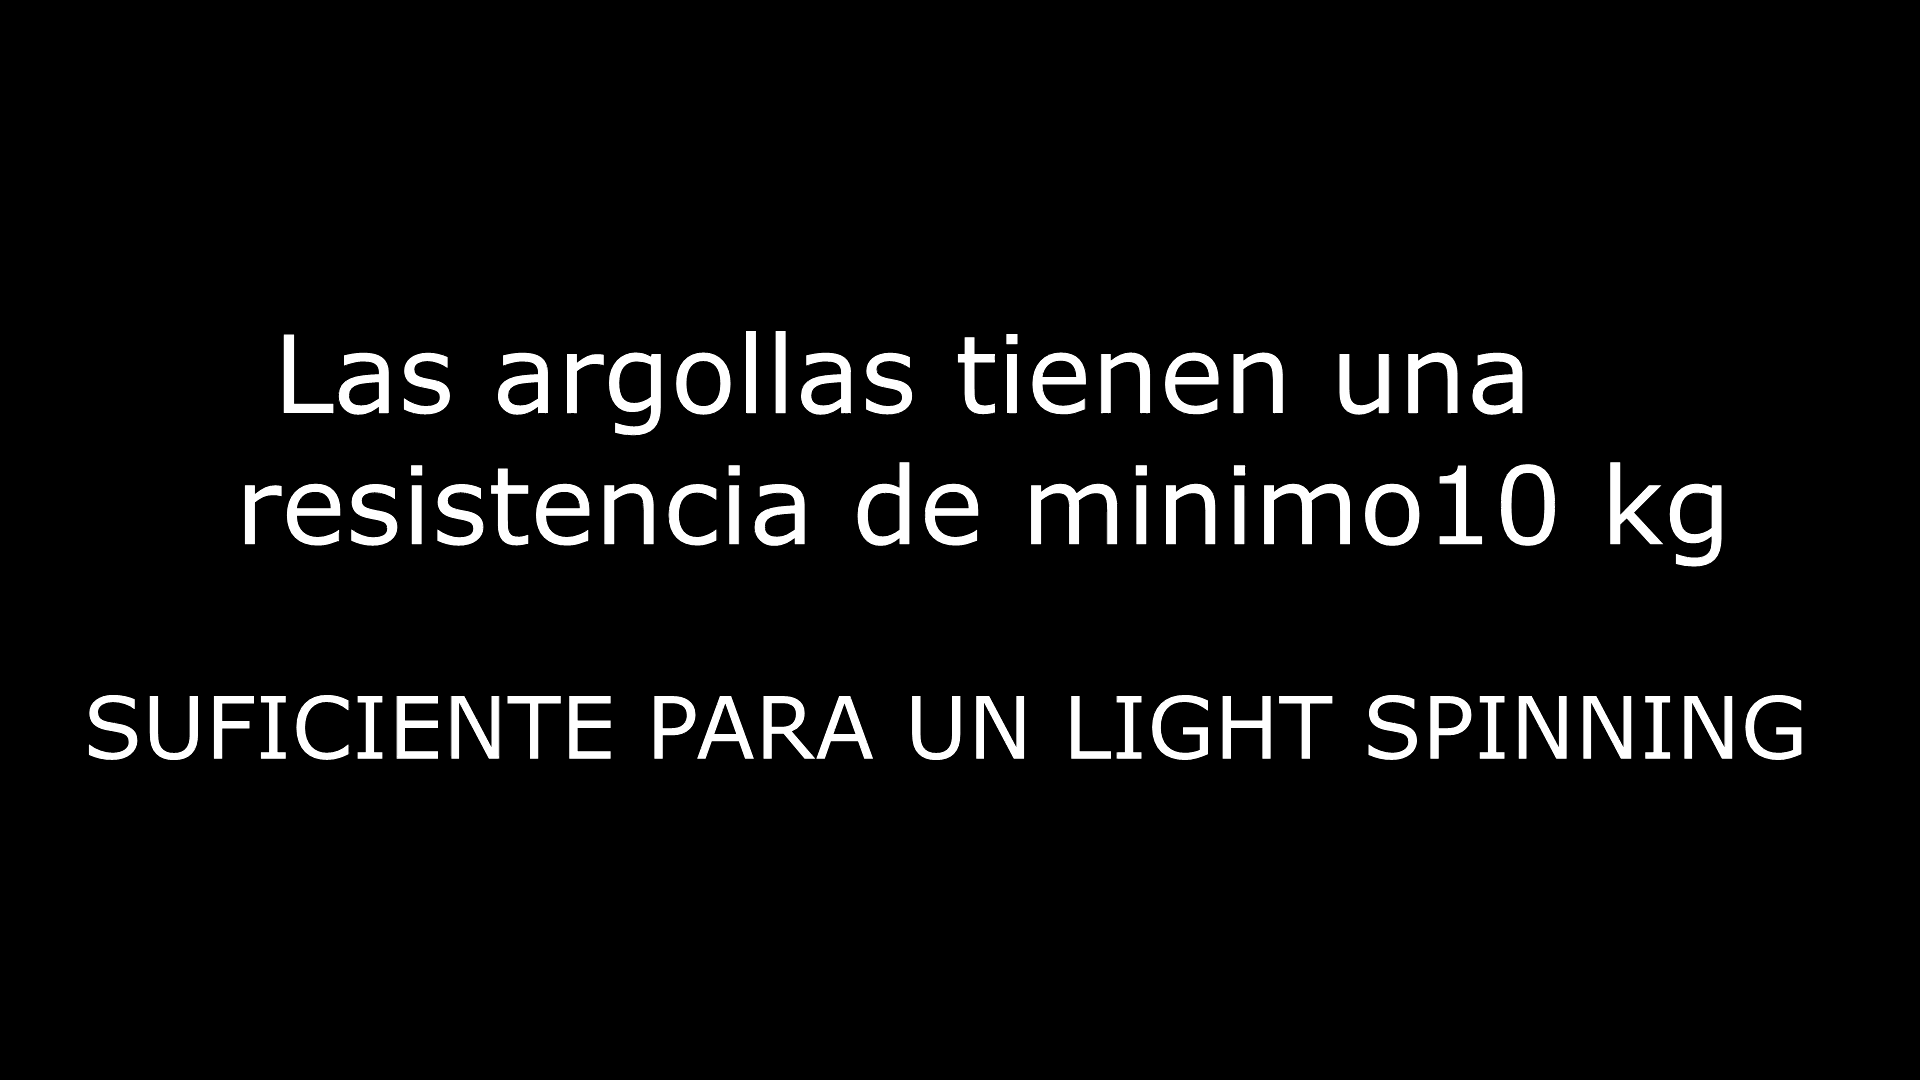 Las argollas tienen una
resistencia de minimo10 kg
SUFICIENTE PARA UN LIGHT SPINNING